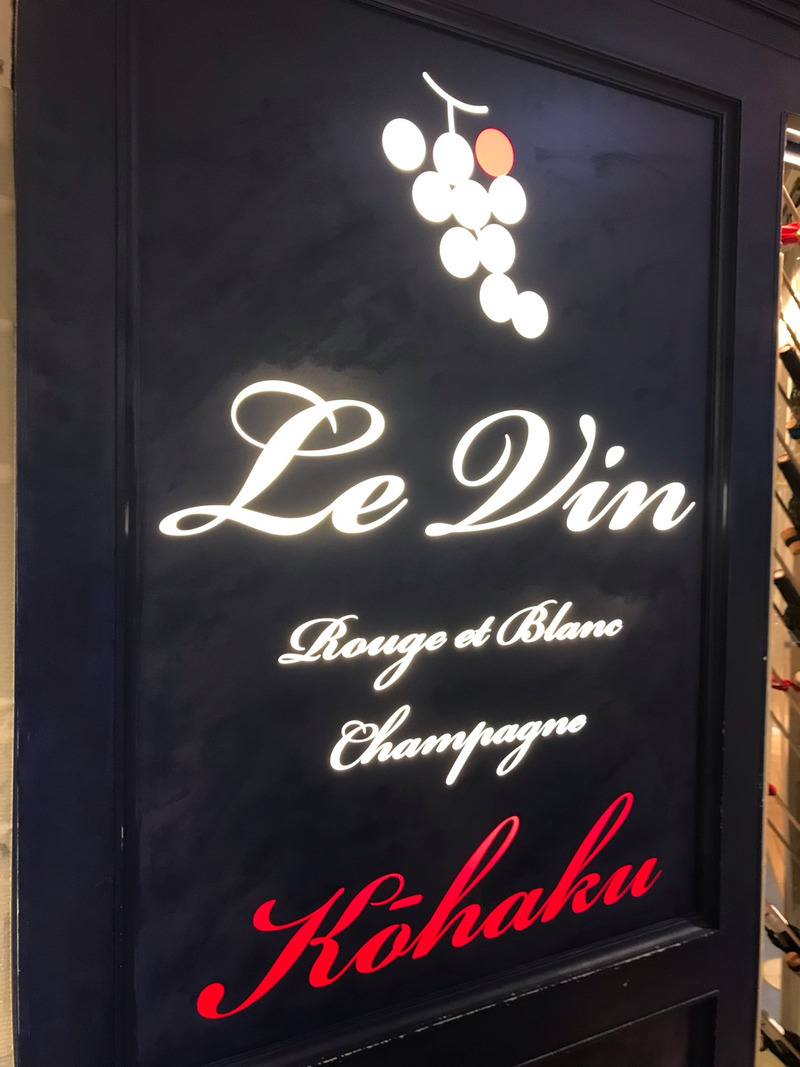 Le Vin
Rouge et Blanc
Champagne
Kōhaku